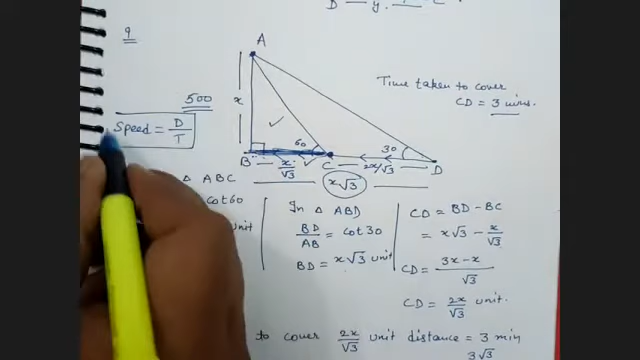 D — y.
9
A
Time taken to cover
CD = 3 mins.
500
x
Speed = D/T
60
30
B
x/√3
C
2x/√3
D
x√3
△ ABC
cot60
unit
In △ ABD
BD/AB = cot 30
BD = x√3 unit
CD = BD - BC
= x√3 - x/√3
CD = 3x-x/√3
CD = 2x/√3 unit.
to cover 2x/√3 unit distance = 3 min
3√3